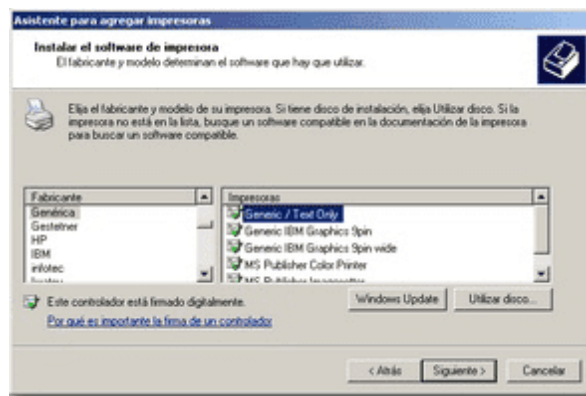 Asistente para agregar impresoras
Instalar el software de impresora
El fabricante y modelo determinan el software que hay que utilizar.
Elija el fabricante y modelo de su impresora. Si tiene disco de instalación, elija Utilizar disco. Si la
impresora no está en la lista, busque un software compatible en la documentación de la impresora
para buscar un software compatible.
Fabricante
Genérica
Gestetner
HP
IBM
infotec
Impresoras
Generic / Text Only
Generic IBM Graphics 9pin
Generic IBM Graphics 9pin wide
MS Publisher Color Printer
MS Publisher Imagesetter
Este controlador está firmado digitalmente.
Por qué es importante la firma de un controlador
Windows Update
Utilizar disco...
< Atrás
Siguiente >
Cancelar